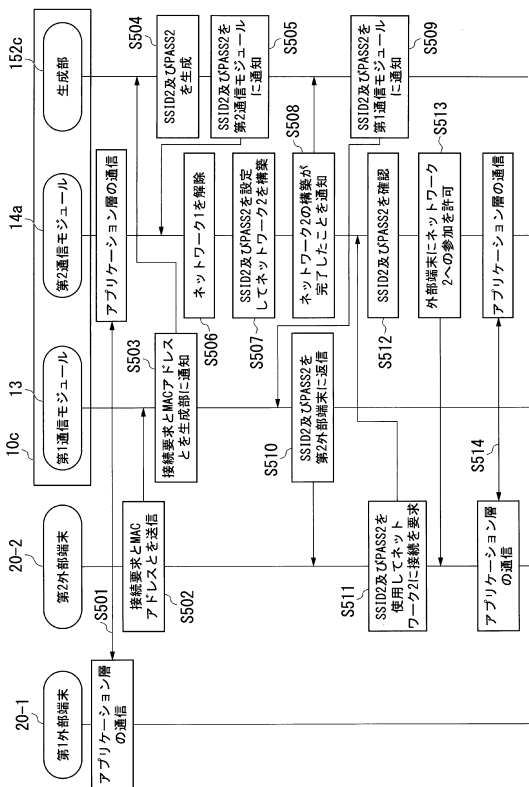 20-1
第1外部端末
20-2
第2外部端末
10c
13
第1通信モジュール
14a
第2通信モジュール
152c
生成部
S501
アプリケーション層
の通信
アプリケーション層の通信
接続要求とMAC
アドレスとを送信
S502
S503
接続要求とMACアドレス
とを生成部に通知
S504
SSID2及びPASS2
を生成
S505
SSID2及びPASS2を
第2通信モジュール
に通知
ネットワーク1を解除
S506
SSID2及びPASS2を設定
してネットワーク2を構築
S507
S508
ネットワーク2の構築が
完了したことを通知
S509
SSID2及びPASS2を
第1通信モジュール
に通知
SSID2及びPASS2を
第2外部端末に返信
S510
SSID2及びPASS2を
使用してネット
ワーク2に接続を要求
S511
SSID2及びPASS2を確認
S512
S513
外部端末にネットワーク
2への参加を許可
アプリケーション層
の通信
S514
アプリケーション層の通信